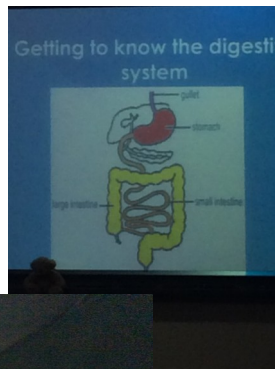 Getting to know the digesti
system
gullet
stomach
large intestine
small intestine